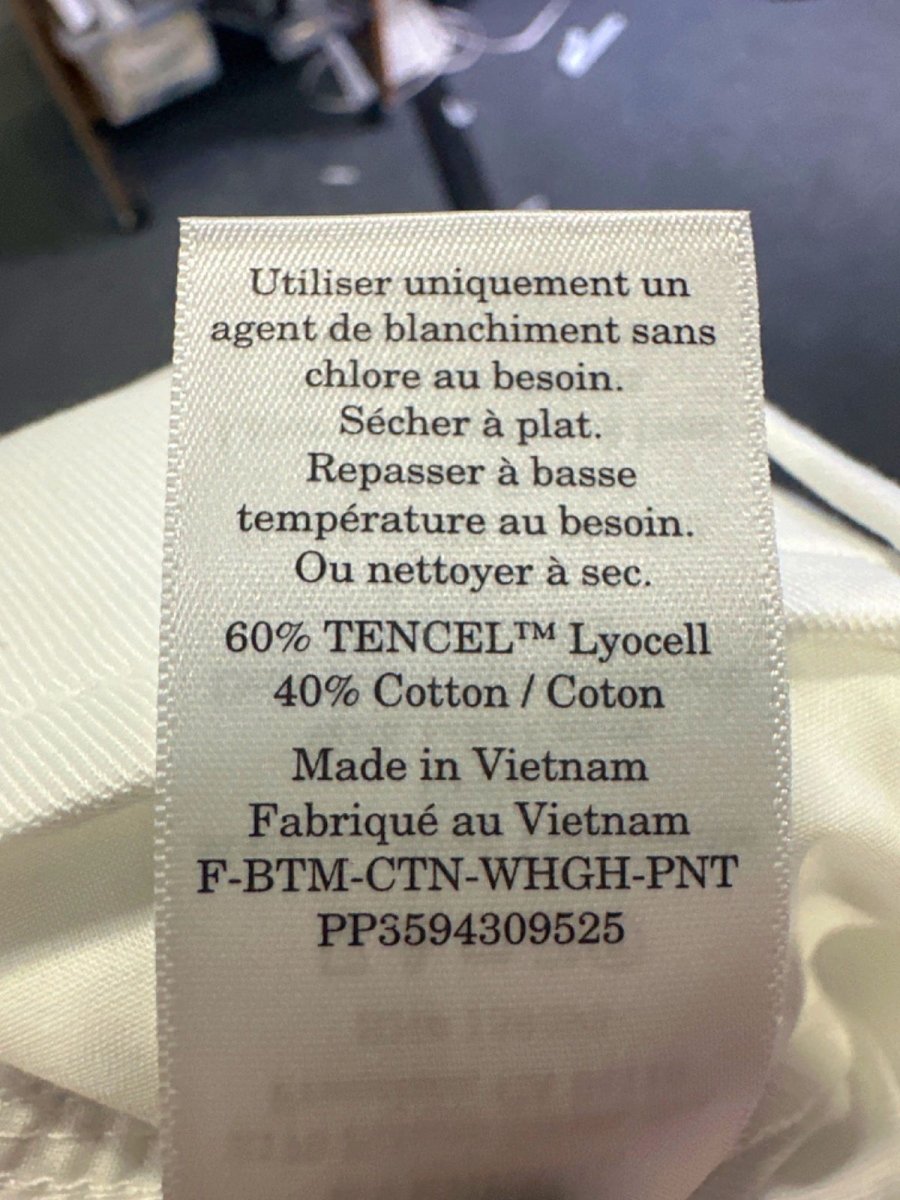 Utiliser uniquement un
agent de blanchiment sans
chlore au besoin.
Sécher à plat.
Repasser à basse
température au besoin.
Ou nettoyer à sec.
60% TENCEL™ Lyocell
40% Cotton / Coton
Made in Vietnam
Fabriqué au Vietnam
F-BTM-CTN-WHGH-PNT
PP3594309525